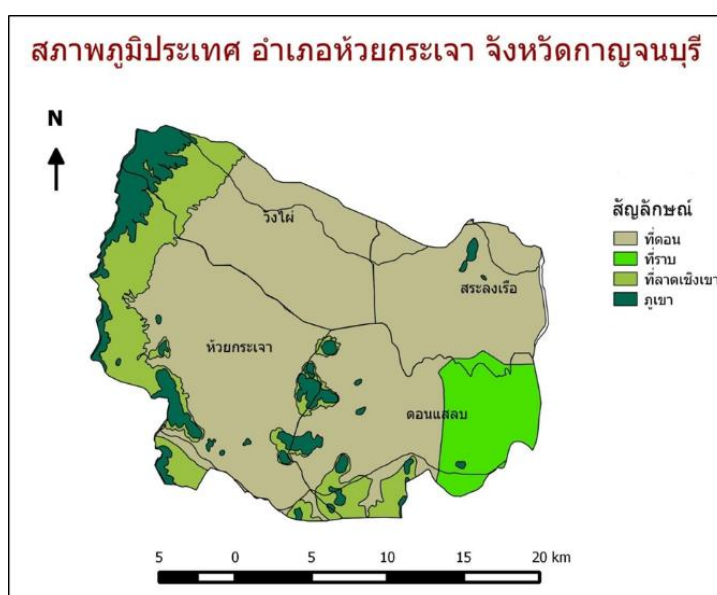 สภาพภูมิประเทศ อำเภอห้วยกระเจา จังหวัดกาญจนบุรี
N
สัญลักษณ์
ที่ดอน
ที่ราบ
ที่ลาดเชิงเขา
ภูเขา
วังไผ่
สระลงเรือ
ห้วยกระเจา
ดอนแสลบ
5 0 5 10 15 20 km